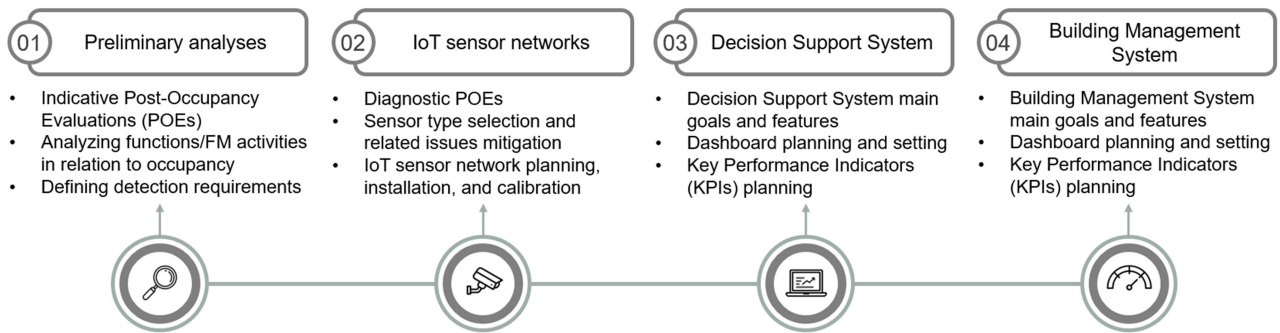 01
Preliminary analyses
• Indicative Post-Occupancy
Evaluations (POEs)
• Analyzing functions/FM activities
in relation to occupancy
• Defining detection requirements
02
IoT sensor networks
• Diagnostic POEs
• Sensor type selection and
related issues mitigation
• IoT sensor network planning,
installation, and calibration
03
Decision Support System
• Decision Support System main
goals and features
• Dashboard planning and setting
• Key Performance Indicators
(KPIs) planning
04
Building Management
System
• Building Management System
main goals and features
• Dashboard planning and setting
• Key Performance Indicators
(KPIs) planning